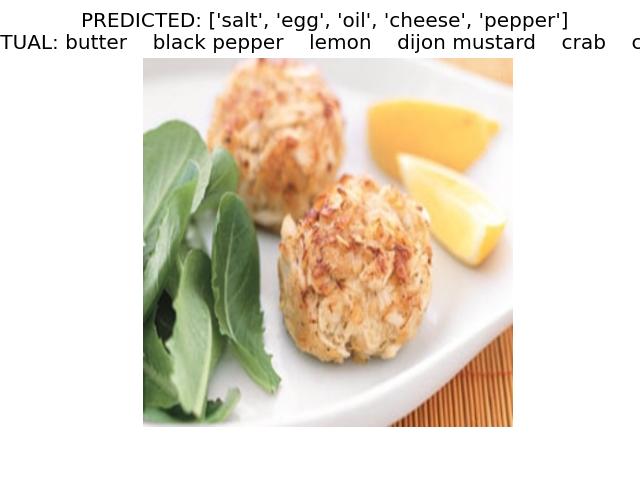 PREDICTED: ['salt', 'egg', 'oil', 'cheese', 'pepper']
TUAL: butter    black pepper    lemon    dijon mustard    crab    c